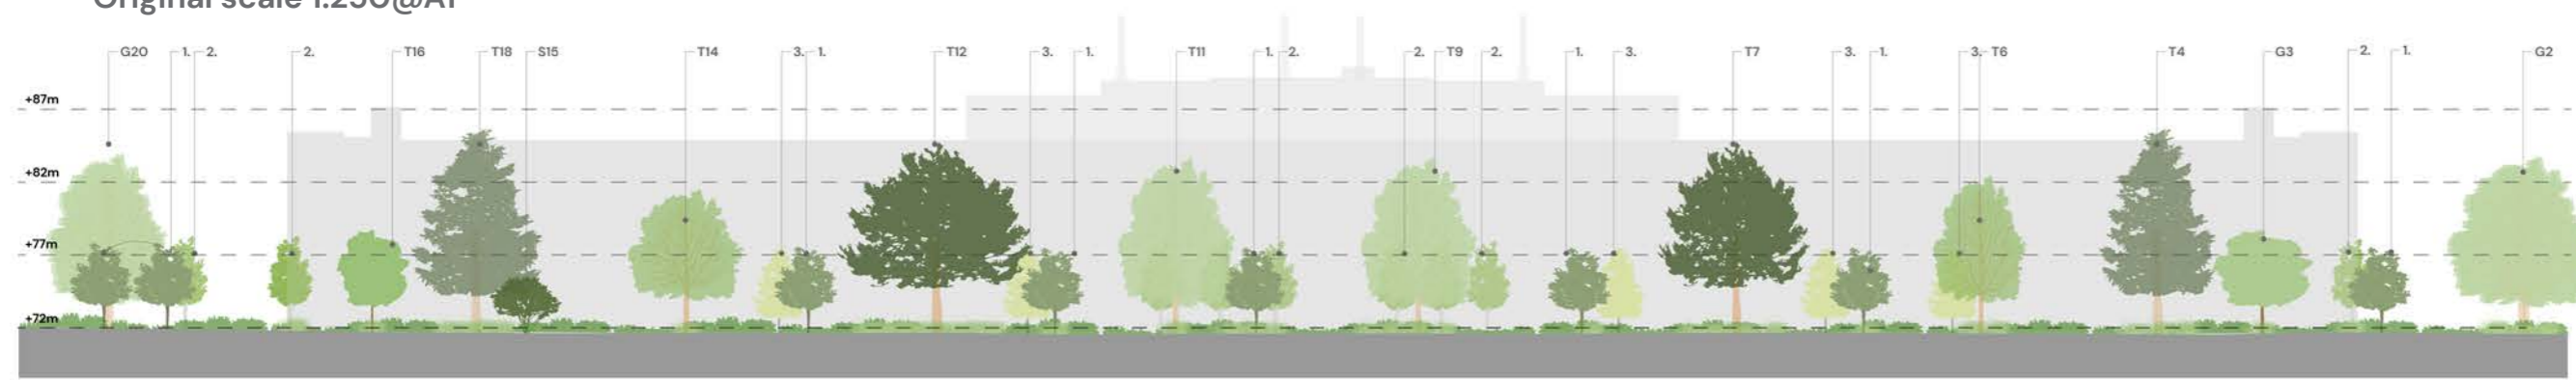 Original scale 1:250@A1
G20 1. 2. 2. T16 T18 S15 T14 3. 1. T12 3. 1. T11 1. 2. 2. T9 2. 1. 3. T7 3. 1. 3. T6 T4 G3 2. 1. G2
+87m
+82m
+77m
+72m